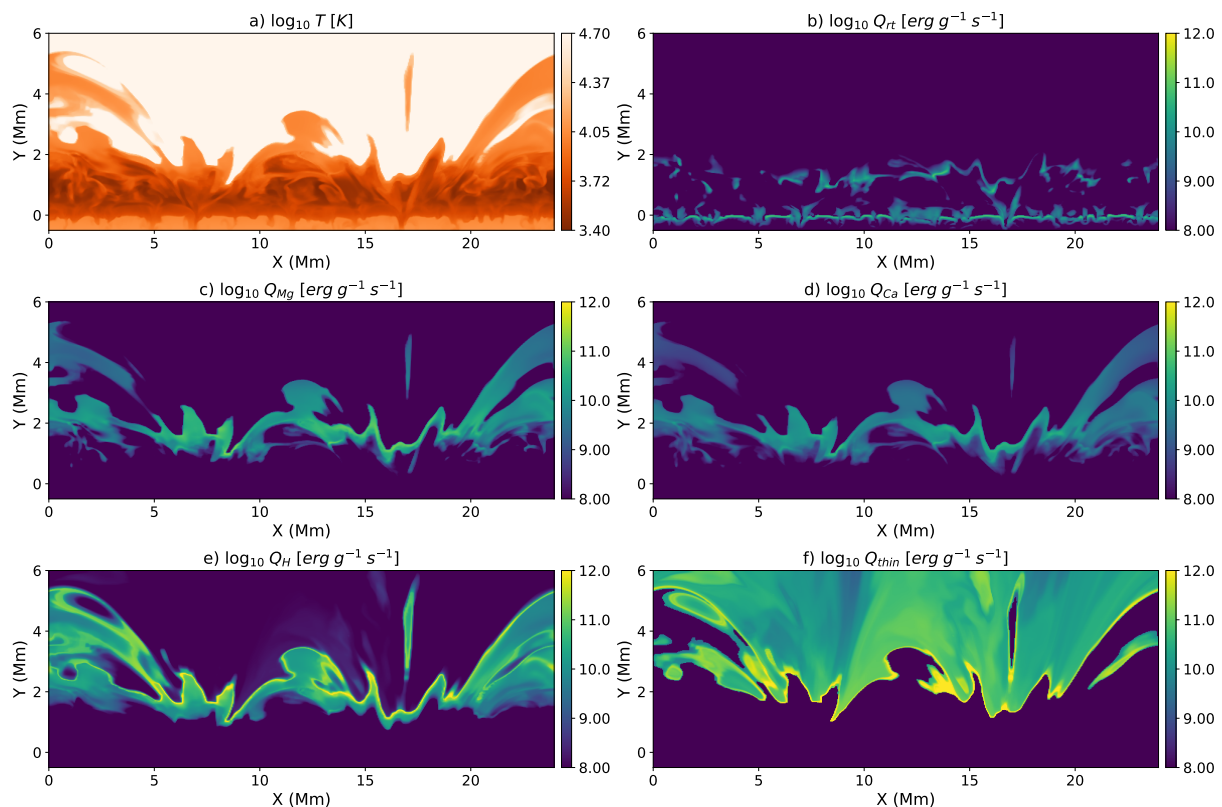 a) log₁₀ T [K]
6
4
2
0
Y (Mm)
0 5 10 15 20
X (Mm)
4.70
4.37
4.05
3.72
3.40
b) log₁₀ Q_rt [erg g⁻¹ s⁻¹]
6
4
2
0
Y (Mm)
0 5 10 15 20
X (Mm)
12.0
11.0
10.0
9.00
8.00
c) log₁₀ Q_Mg [erg g⁻¹ s⁻¹]
6
4
2
0
Y (Mm)
0 5 10 15 20
X (Mm)
12.0
11.0
10.0
9.00
8.00
d) log₁₀ Q_Ca [erg g⁻¹ s⁻¹]
6
4
2
0
Y (Mm)
0 5 10 15 20
X (Mm)
12.0
11.0
10.0
9.00
8.00
e) log₁₀ Q_H [erg g⁻¹ s⁻¹]
6
4
2
0
Y (Mm)
0 5 10 15 20
X (Mm)
12.0
11.0
10.0
9.00
8.00
f) log₁₀ Q_thin [erg g⁻¹ s⁻¹]
6
4
2
0
Y (Mm)
0 5 10 15 20
X (Mm)
12.0
11.0
10.0
9.00
8.00